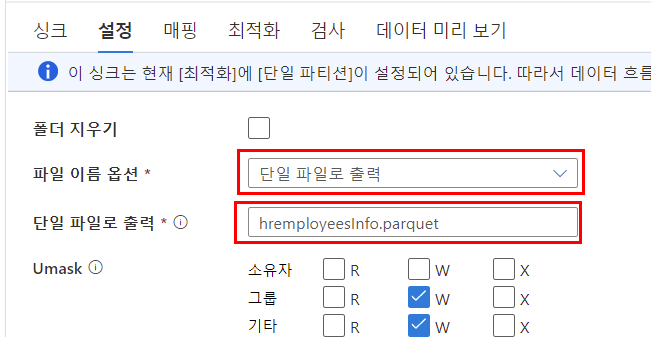 싱크 설정 매핑 최적화 검사 데이터 미리 보기
이 싱크는 현재 [최적화]에 [단일 파티션]이 설정되어 있습니다. 따라서 데이터 흐름
폴더 지우기
파일 이름 옵션 * 단일 파일로 출력
단일 파일로 출력 * hremployeesInfo.parquet
Umask 소유자 R W X
그룹 R W X
기타 R W X